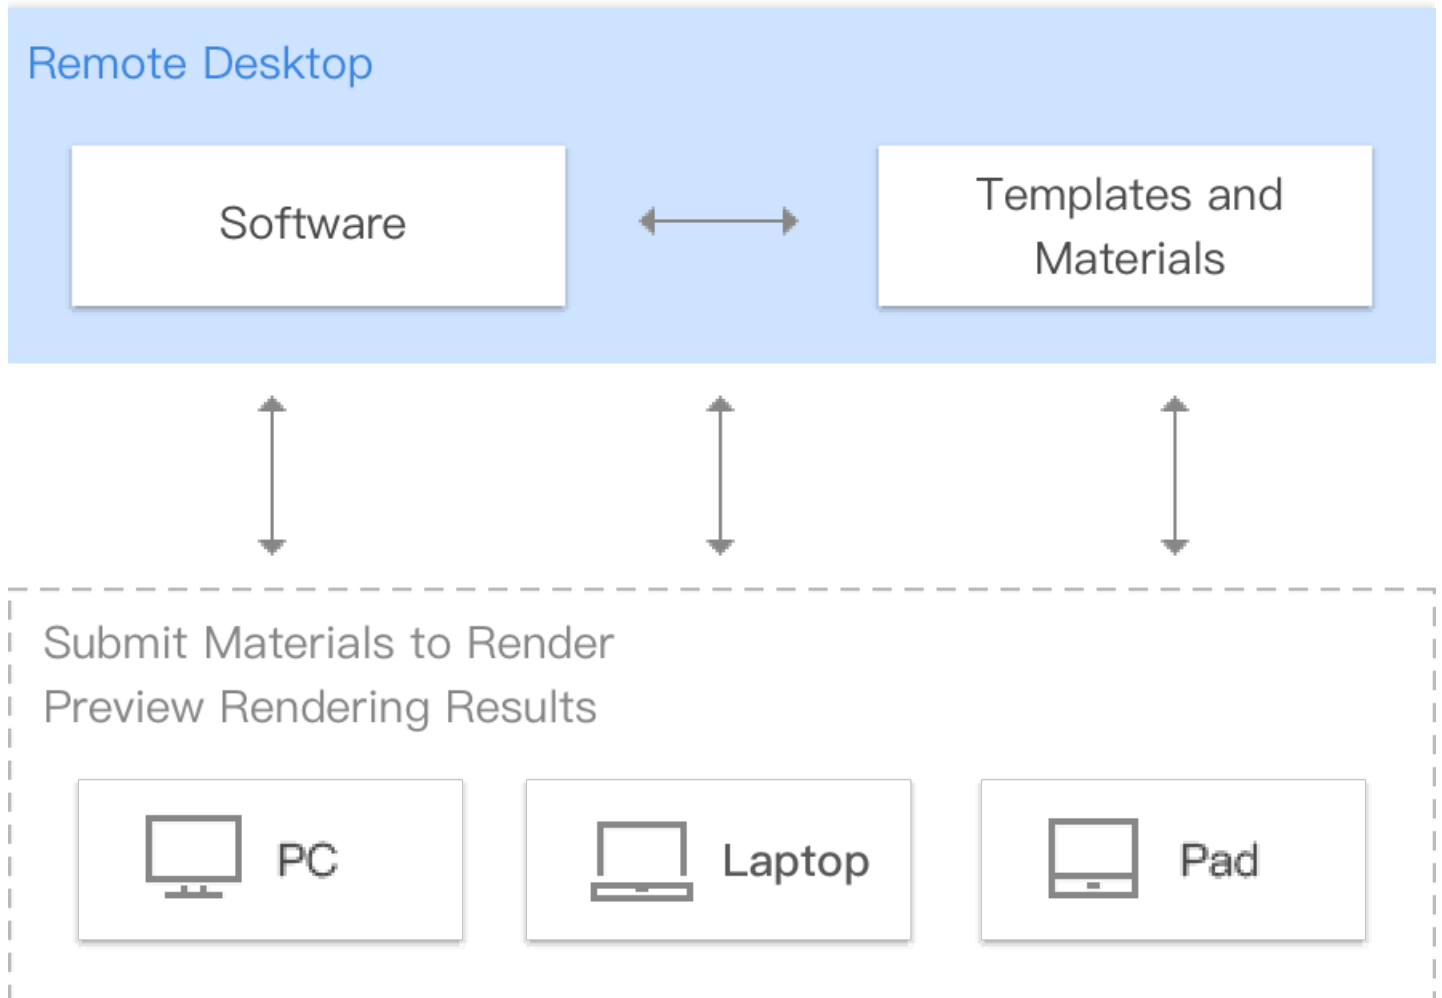 Remote Desktop
Software
Templates and
Materials
Submit Materials to Render
Preview Rendering Results
PC
Laptop
Pad